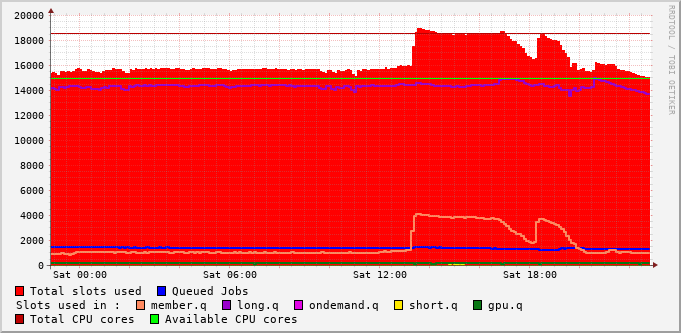 20000
18000
16000
14000
12000
10000
8000
6000
4000
2000
0
Sat 00:00 Sat 06:00 Sat 12:00 Sat 18:00
Total slots used Queued Jobs
Slots used in : member.q long.q ondemand.q short.q gpu.q
Total CPU cores Available CPU cores
RRDTOOL / TOBI OETIKER